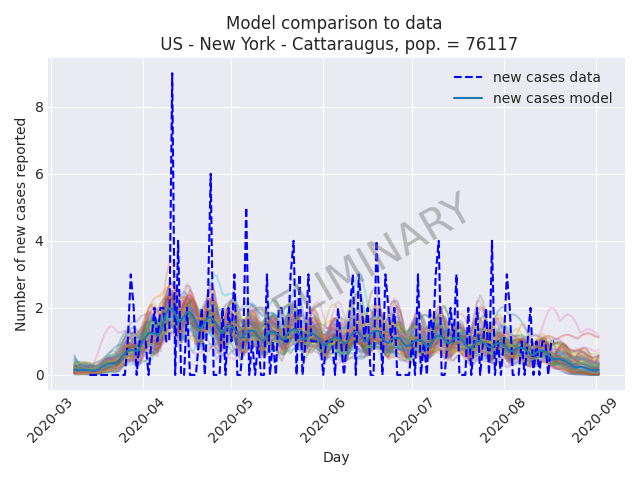 Model comparison to data
US - New York - Cattaraugus, pop. = 76117
new cases data
new cases model
Number of new cases reported
8
6
4
2
0
2020-03
2020-04
2020-05
2020-06
2020-07
2020-08
2020-09
Day